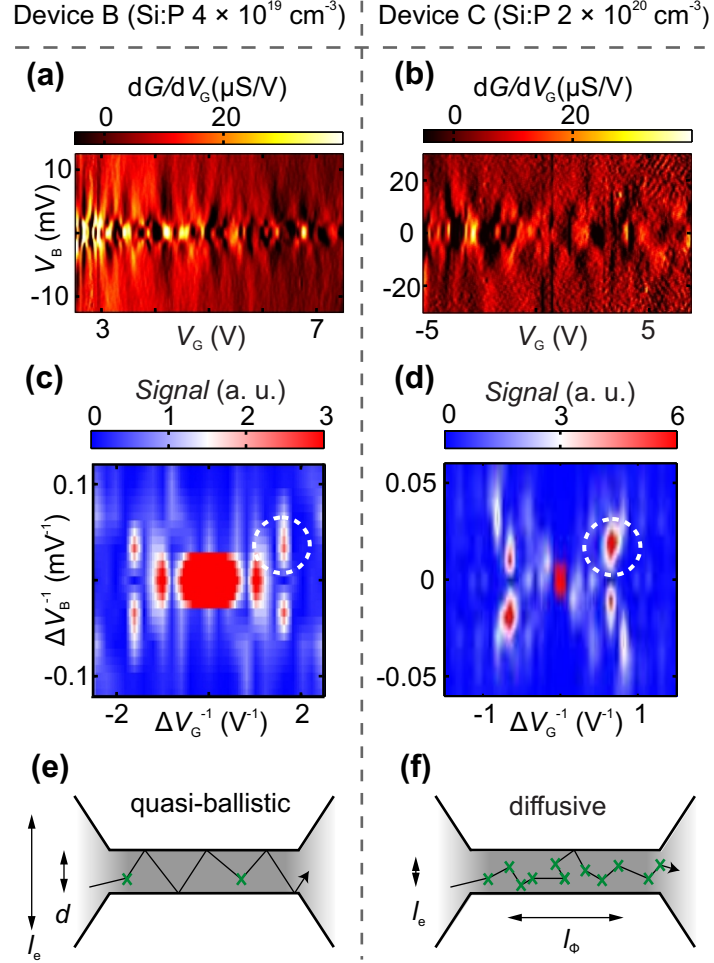 Device B (Si:P 4 × 10¹⁹ cm⁻³)
Device C (Si:P 2 × 10²⁰ cm⁻³)
(a)
dG/dV_G(µS/V)
0 20
10
0
-10
V_B (mV)
3 7
V_G (V)
(b)
dG/dV_G(µS/V)
0 20
20
0
-20
-5 5
V_G (V)
(c)
Signal (a. u.)
0 1 2 3
0.1
0
-0.1
ΔV_B⁻¹ (mV⁻¹)
-2 2
ΔV_G⁻¹ (V⁻¹)
(d)
Signal (a. u.)
0 3 6
0.05
0
-0.05
-1 1
ΔV_G⁻¹ (V⁻¹)
(e)
quasi-ballistic
d
l_e
(f)
diffusive
l_e
l_Φ